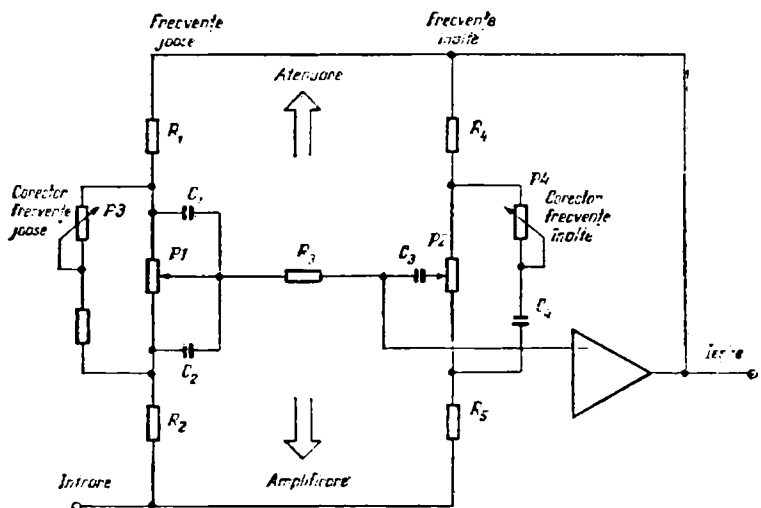 Frecvențe
joase
Frecvențe
înalte
Atenuare
R1
R4
Corector
frecvențe
joase
P3
C1
P4
Corector
frecvențe
înalte
P1
R3
C3
P2
C4
C2
Ieșire
R2
R5
Intrare
Amplificare